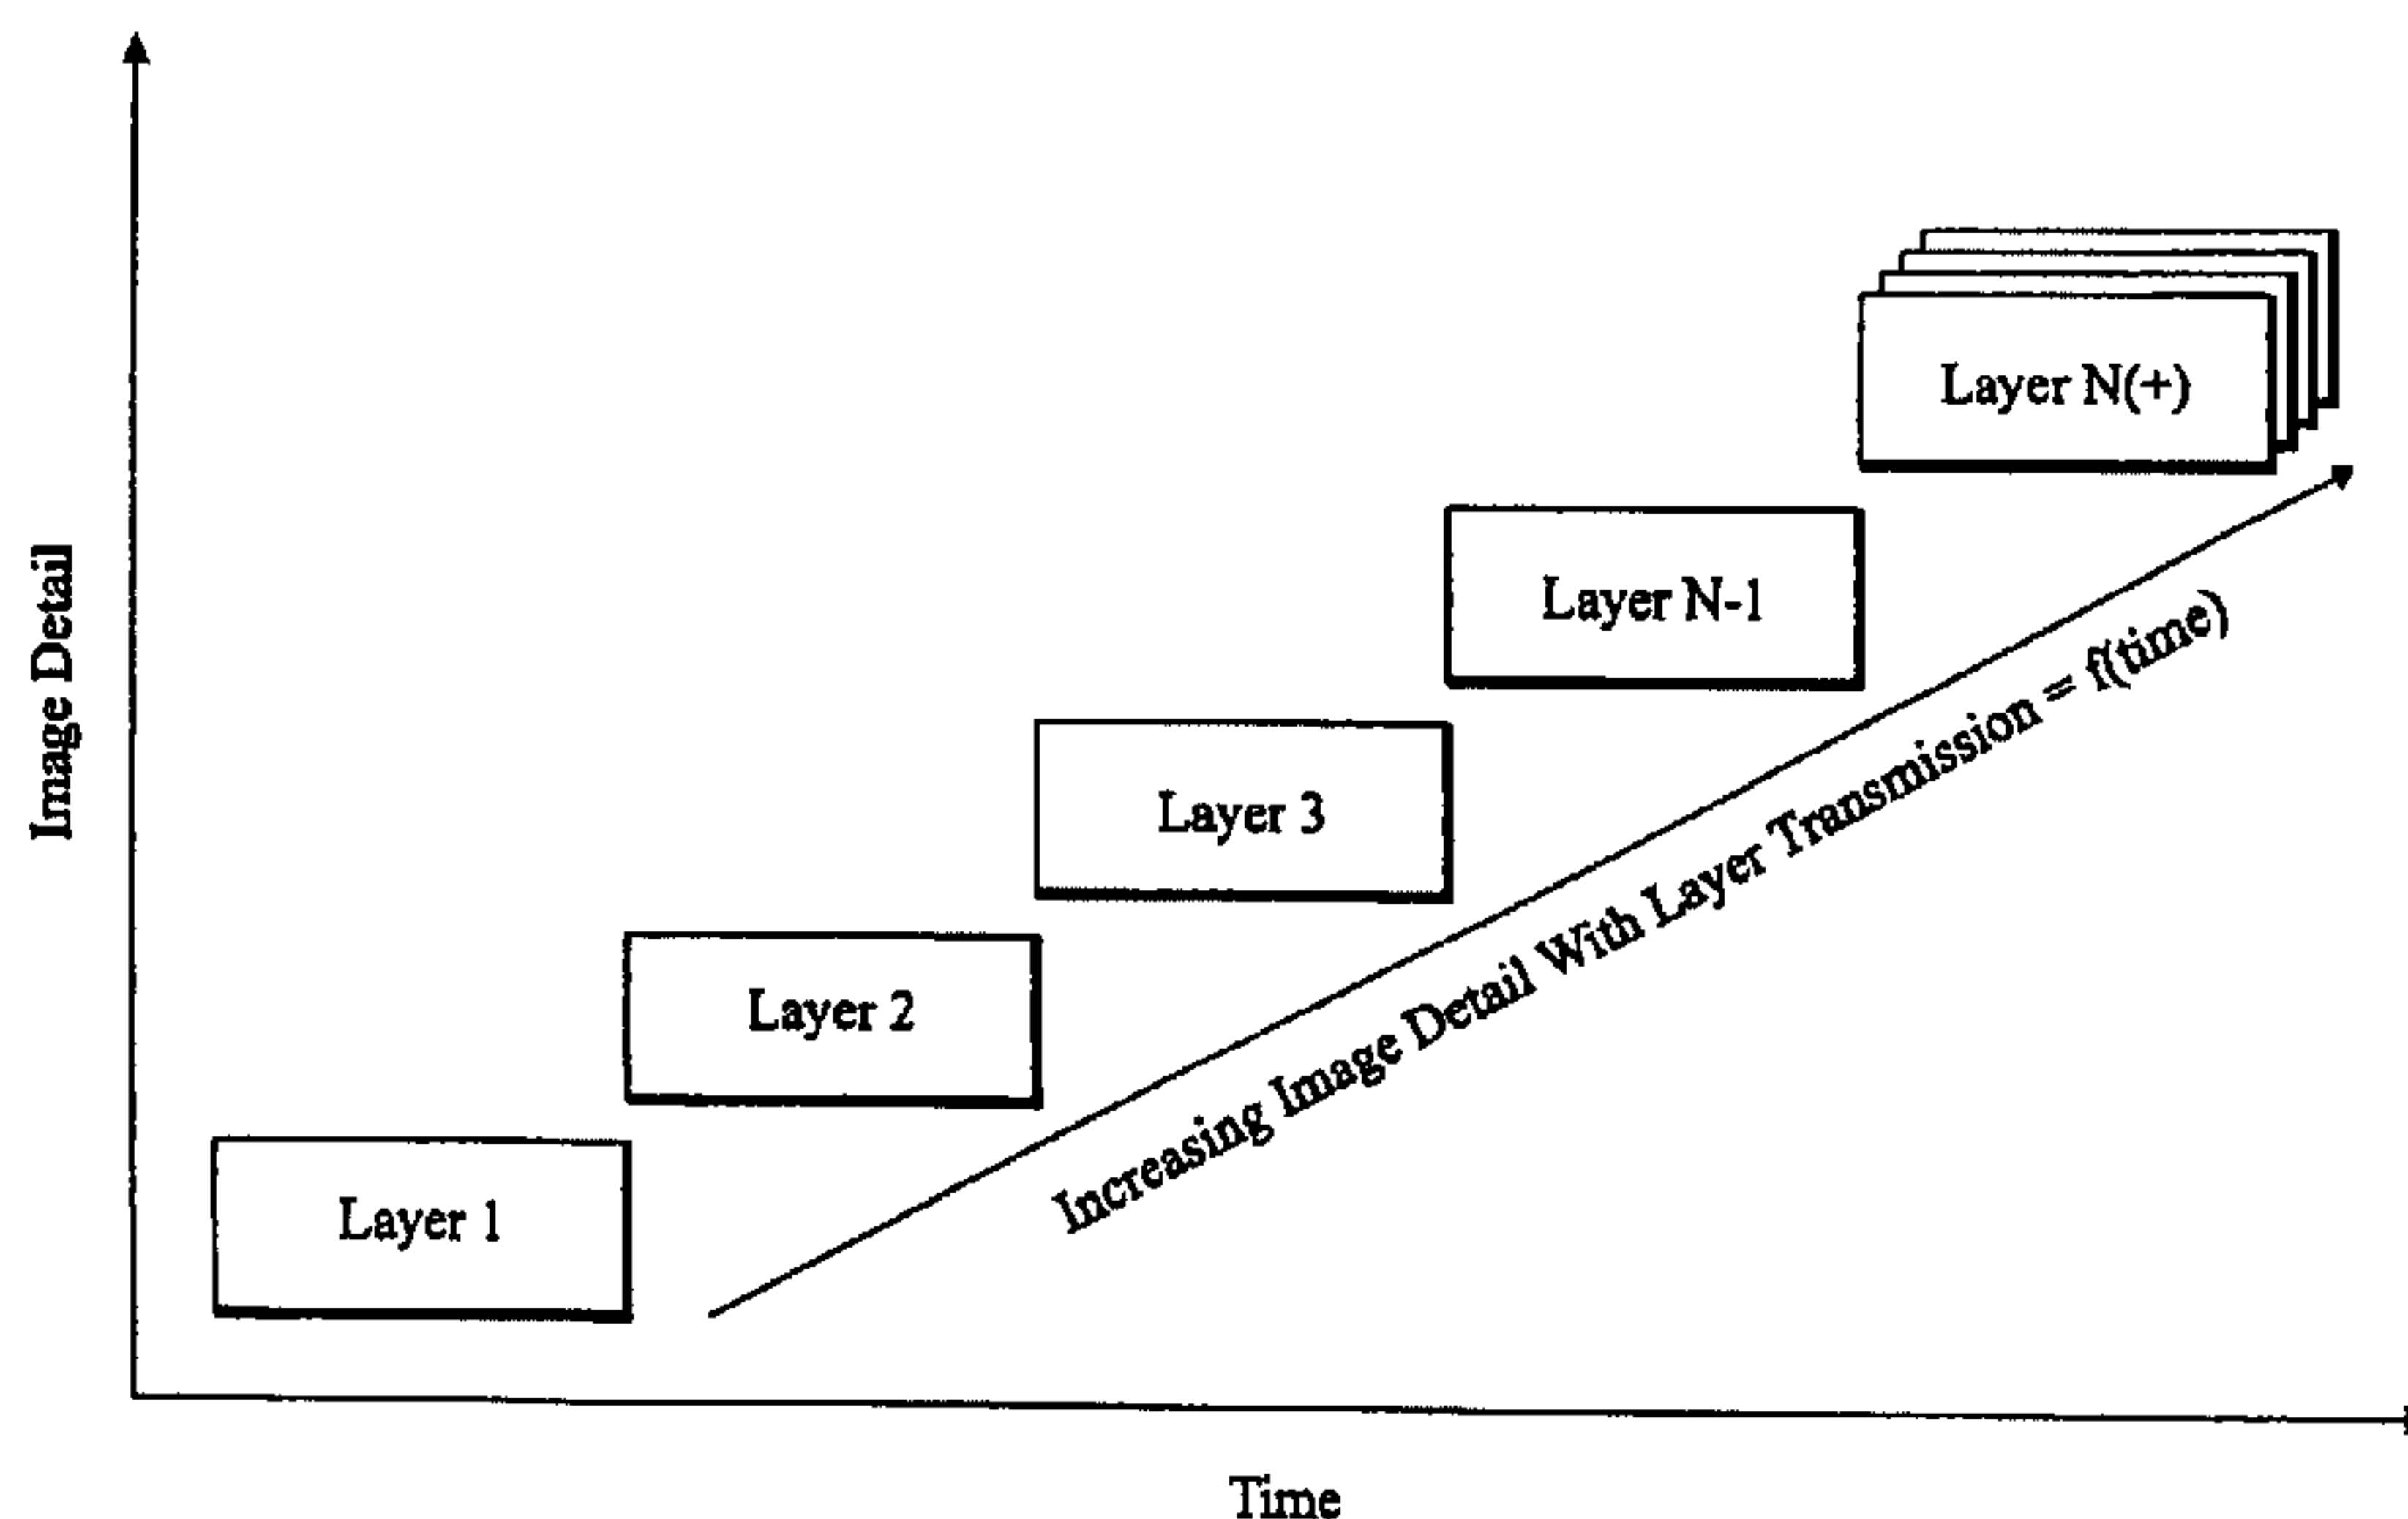 Image Detail
Layer N(+)
Layer N-1
Layer 3
Layer 2
Layer 1
Increasing Image Detail With Layer Transmission = f(time)
Time